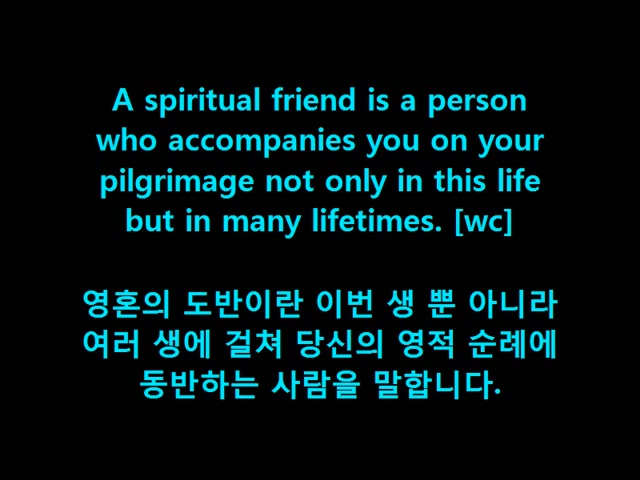 A spiritual friend is a person
who accompanies you on your
pilgrimage not only in this life
but in many lifetimes. [wc]
영혼의 도반이란 이번 생 뿐 아니라
여러 생에 걸쳐 당신의 영적 순례에
동반하는 사람을 말합니다.